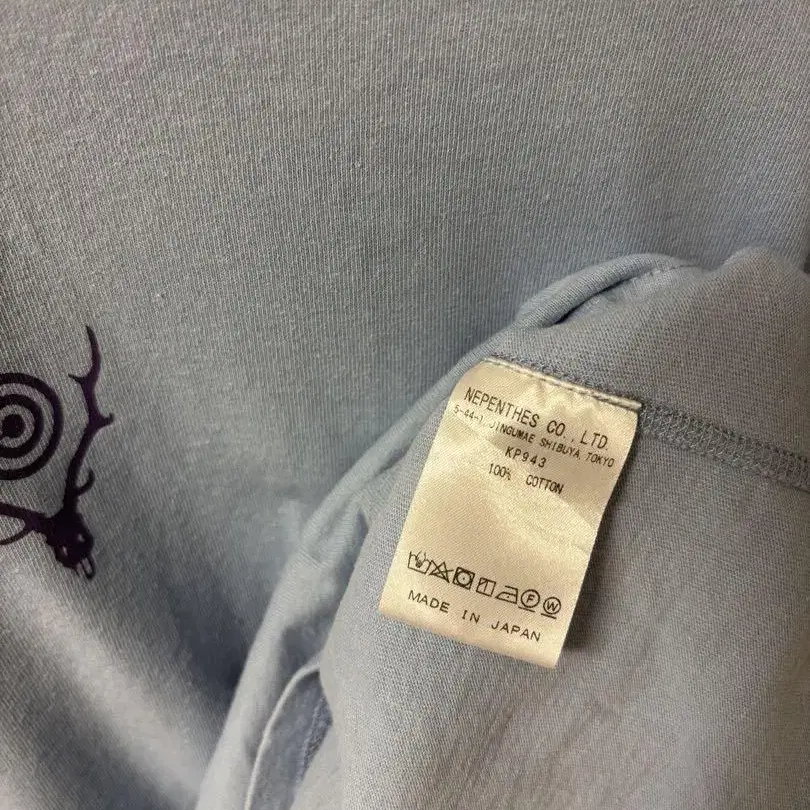 NEPENTHES CO., LTD.
5-44-1, JINGUMAE SHIBUYA TOKYO
KP943
100% COTTON
F W
MADE IN JAPAN